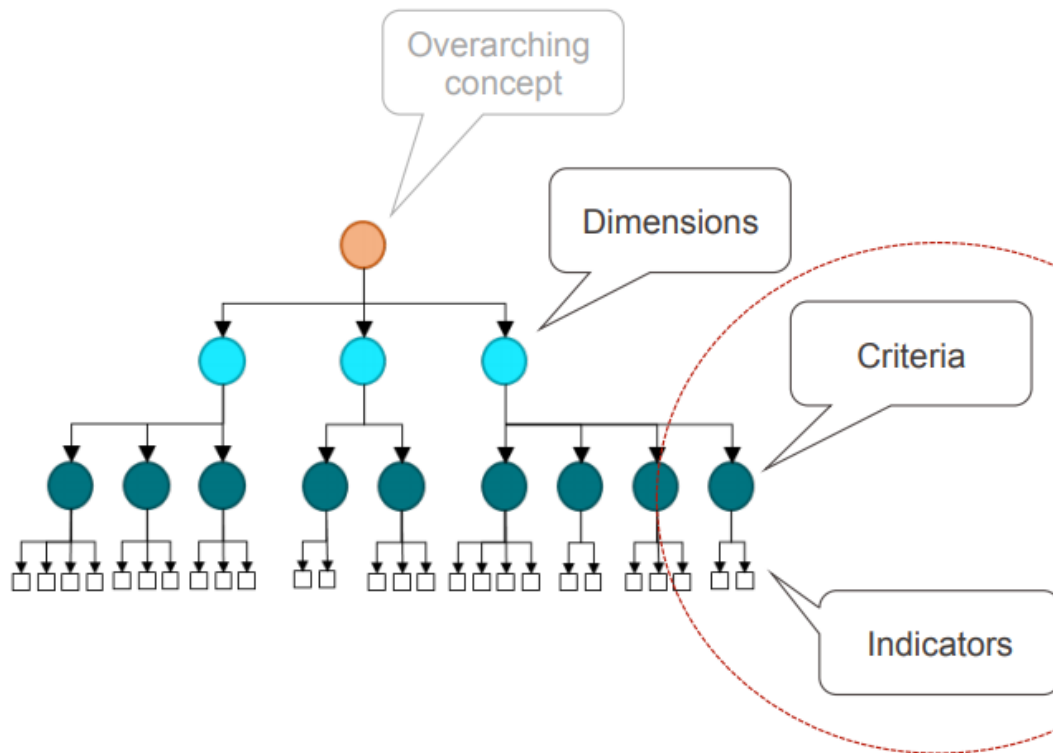 Overarching
concept
Dimensions
Criteria
Indicators